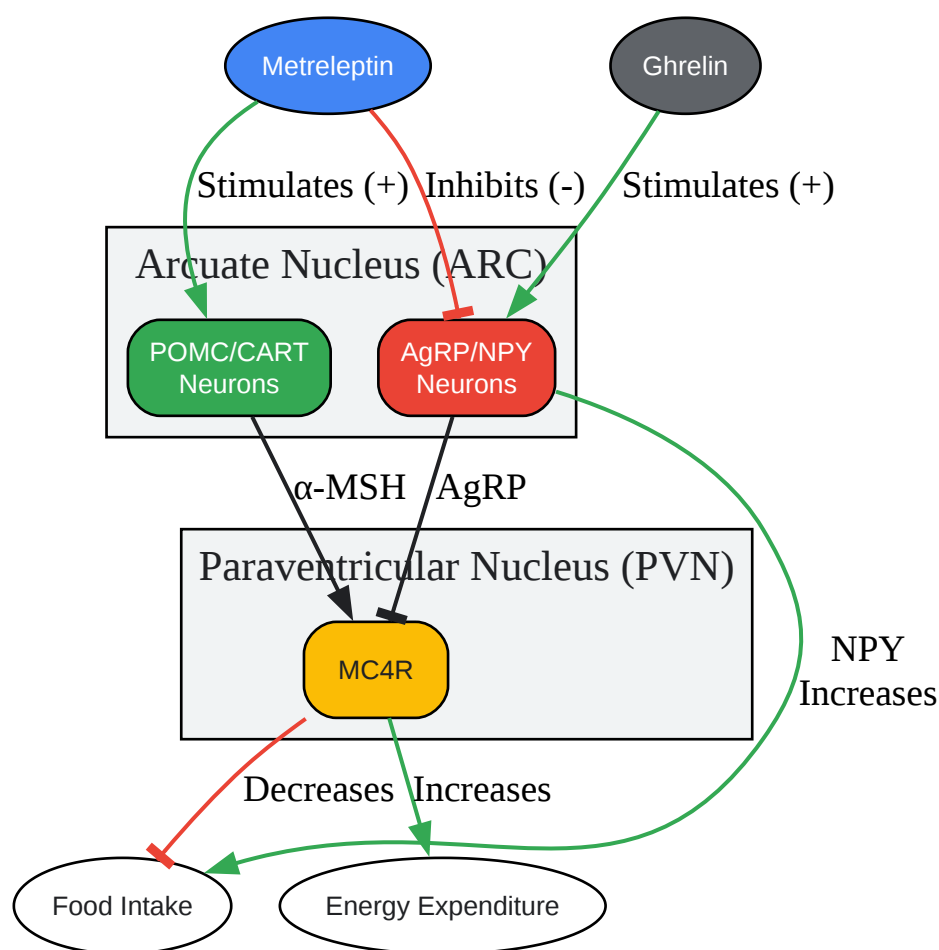 Metreleptin
Ghrelin
Stimulates (+)
Inhibits (-)
Stimulates (+)
Arcuate Nucleus (ARC)
POMC/CART
Neurons
AgRP/NPY
Neurons
α-MSH
AgRP
Paraventricular Nucleus (PVN)
MC4R
NPY
Increases
Decreases
Increases
Food Intake
Energy Expenditure